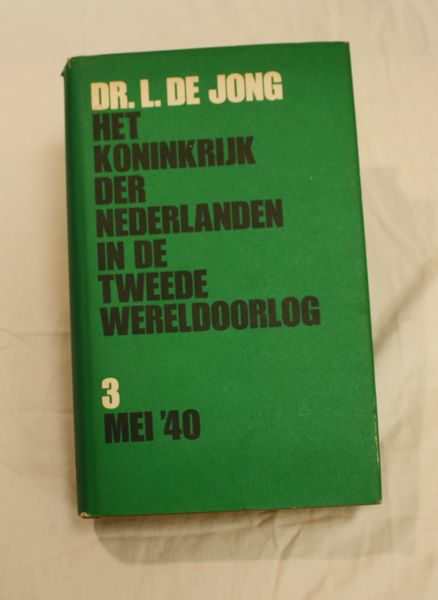 DR. L. DE JONG
HET
KONINKRIJK
DER
NEDERLANDEN
IN DE
TWEEDE
WERELDOORLOG
3
MEI '40